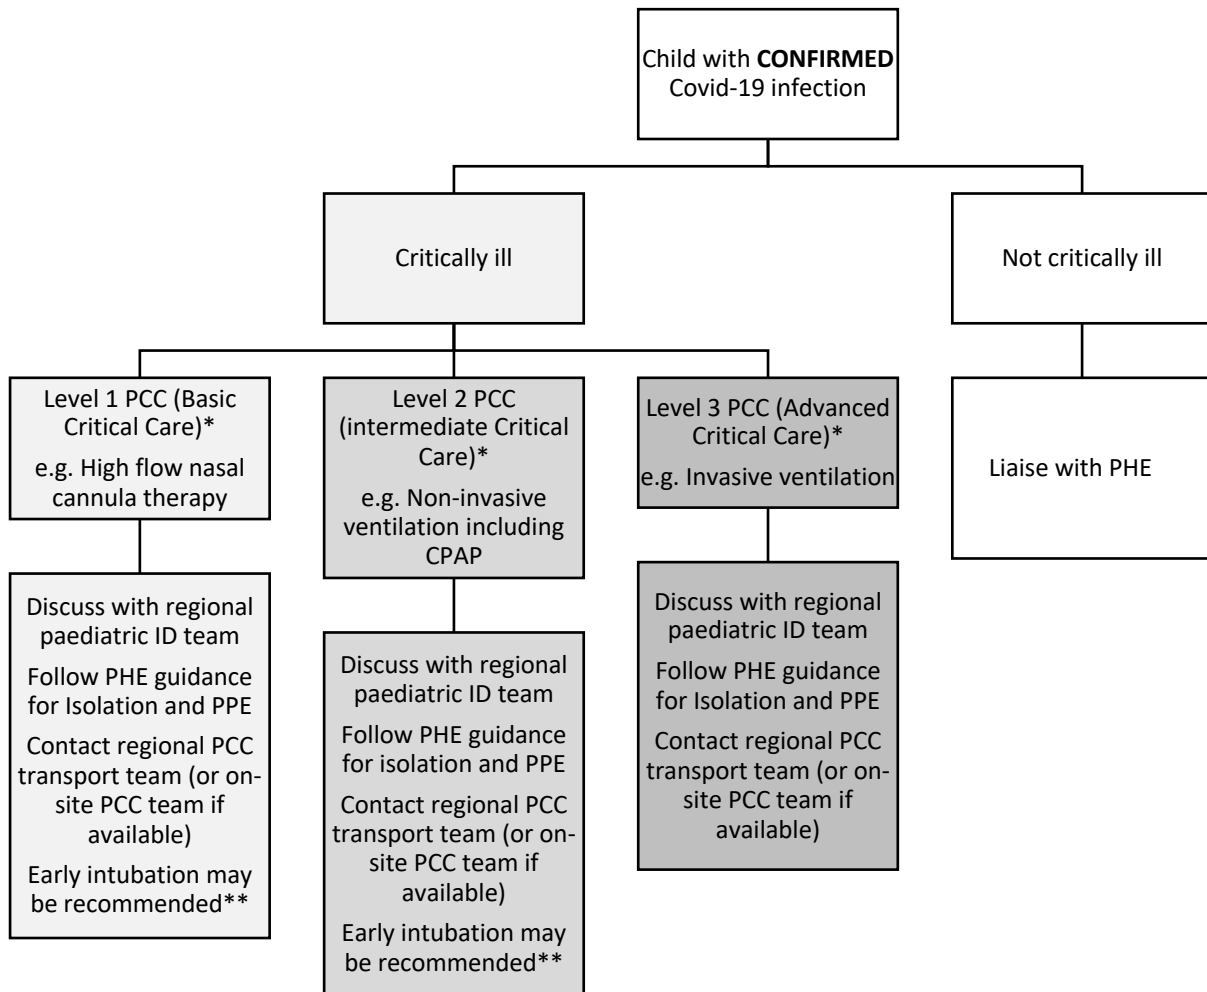 Child with CONFIRMED
Covid-19 infection
Critically ill
Not critically ill
Level 1 PCC (Basic
Critical Care)*
e.g. High flow nasal
cannula therapy
Level 2 PCC
(intermediate Critical
Care)*
e.g. Non-invasive
ventilation including
CPAP
Level 3 PCC (Advanced
Critical Care)*
e.g. Invasive ventilation
Liaise with PHE
Discuss with regional
paediatric ID team
Follow PHE guidance
for Isolation and PPE
Contact regional PCC
transport team (or on-
site PCC team if
available)
Early intubation may
be recommended**
Discuss with regional
paediatric ID team
Follow PHE guidance
for isolation and PPE
Contact regional PCC
transport team (or on-
site PCC team if
available)
Early intubation may
be recommended**
Discuss with regional
paediatric ID team
Follow PHE guidance
for Isolation and PPE
Contact regional PCC
transport team (or on-
site PCC team if
available)